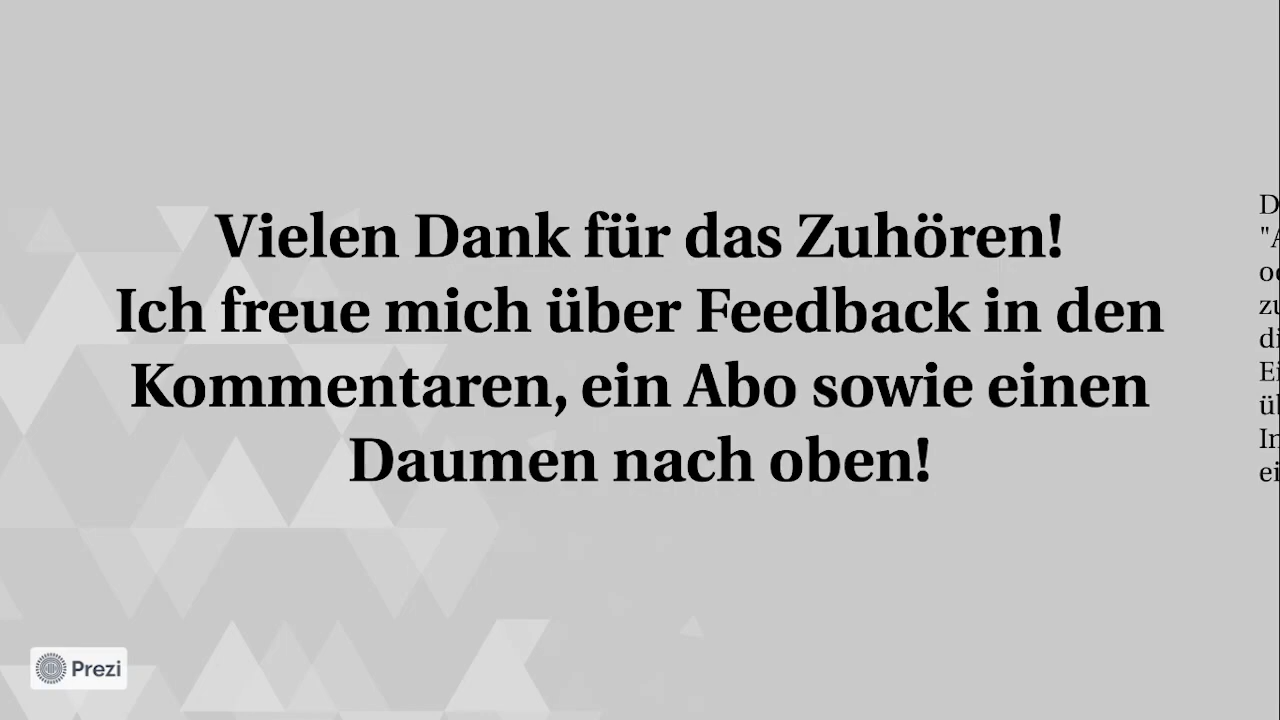 Vielen Dank für das Zuhören!
Ich freue mich über Feedback in den
Kommentaren, ein Abo sowie einen
Daumen nach oben!
Prezi